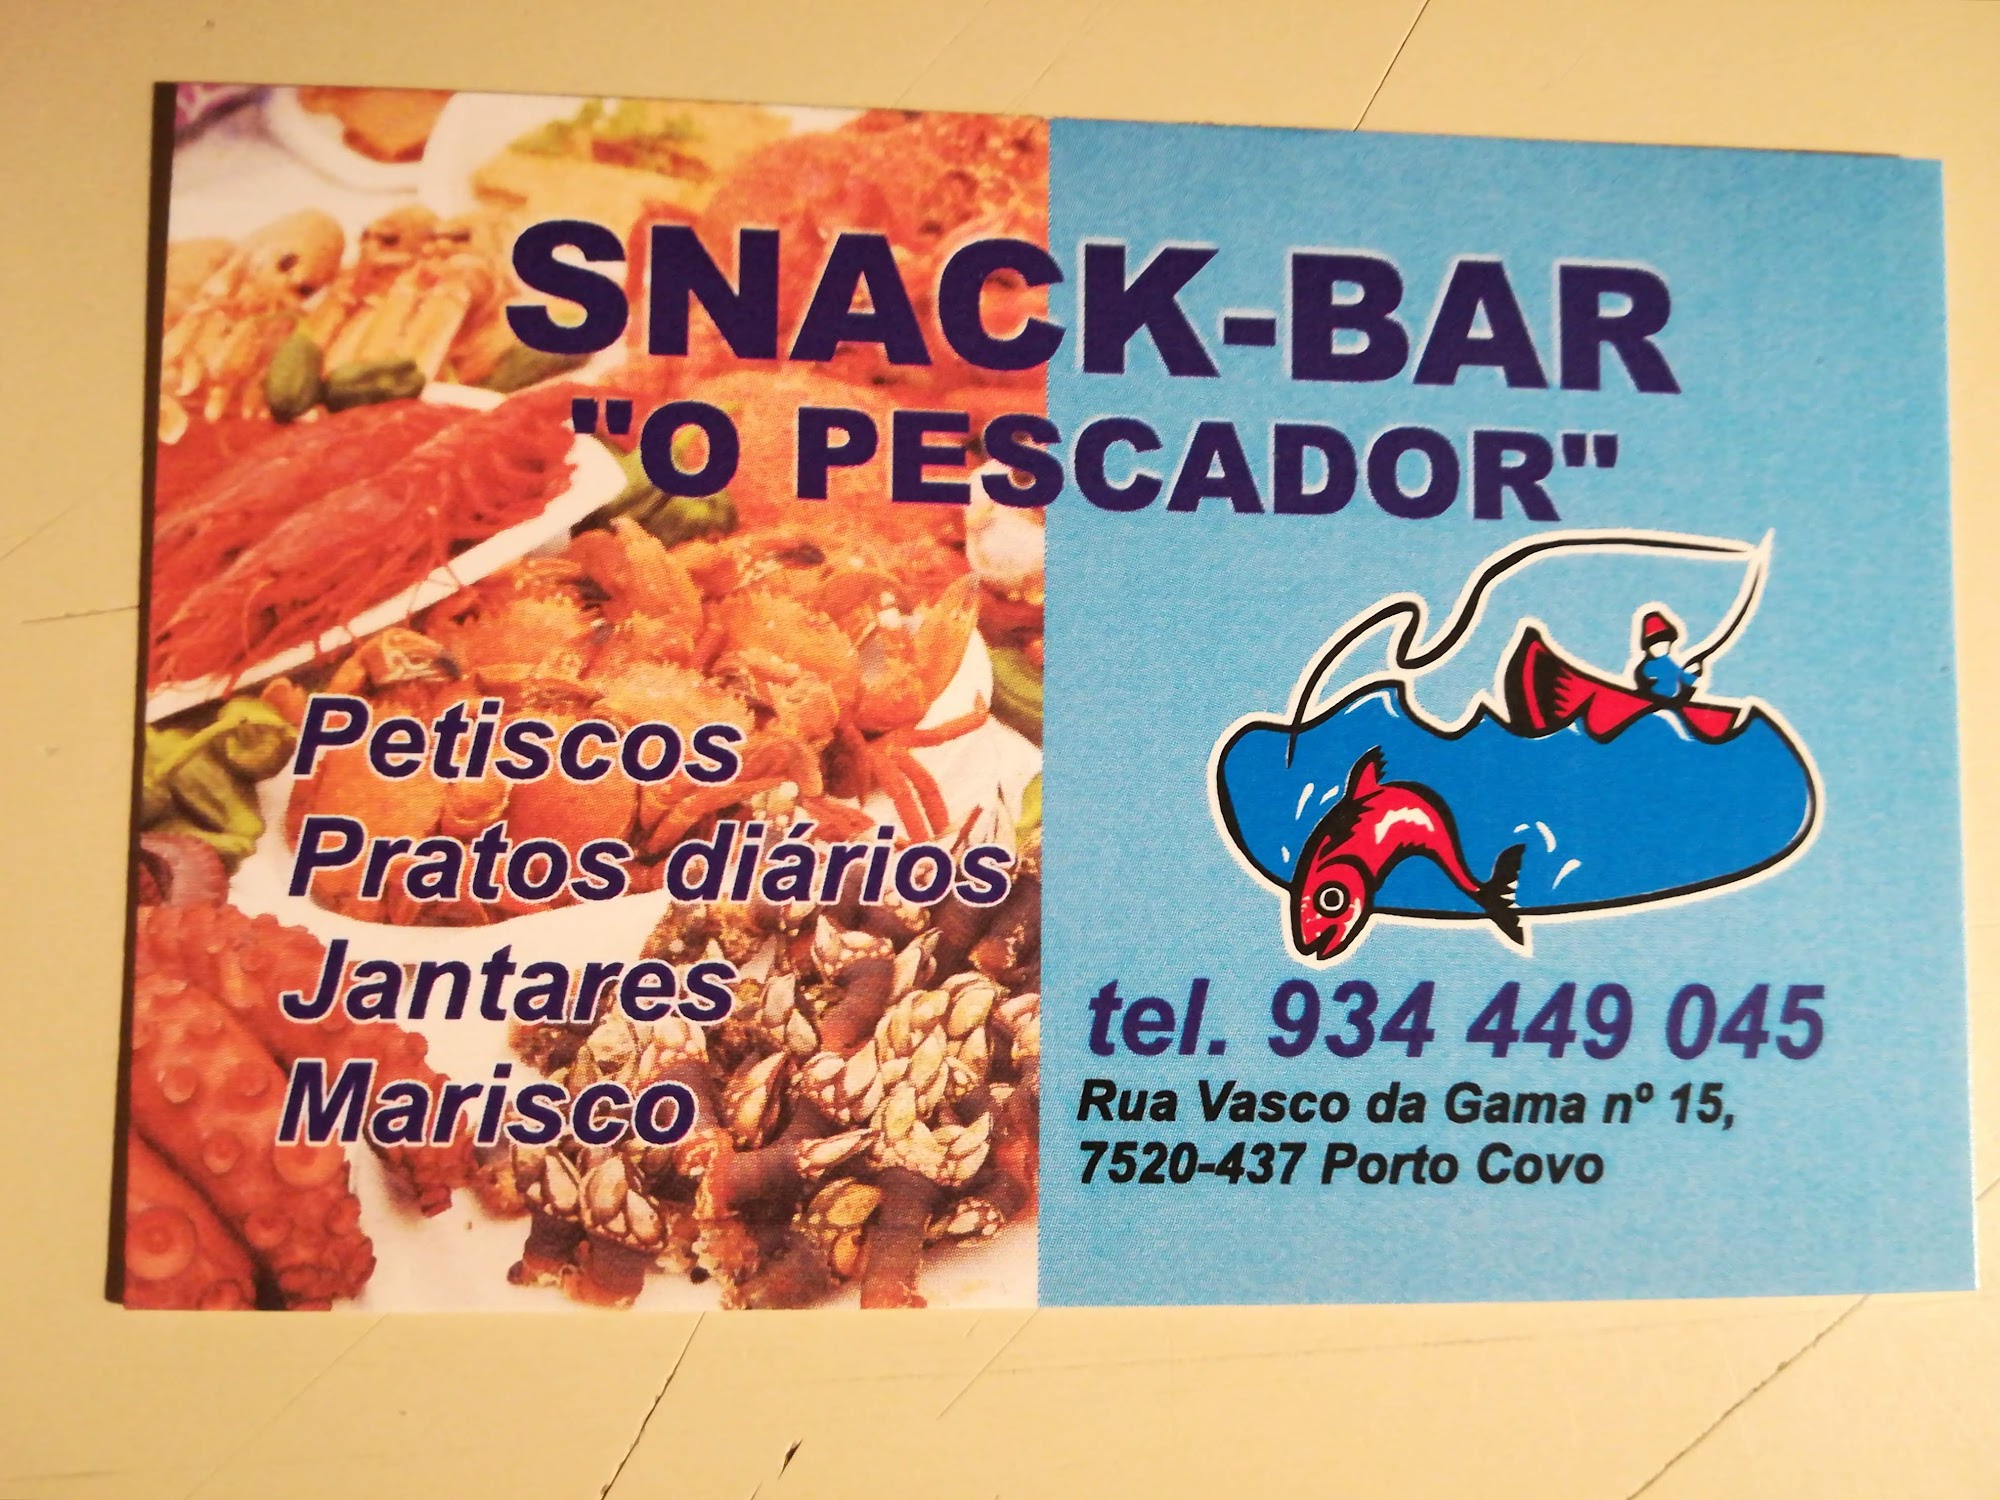 SNACK-BAR
"O PESCADOR"
Petiscos
Pratos diários
Jantares
Marisco
tel. 934 449 045
Rua Vasco da Gama nº 15,
7520-437 Porto Covo